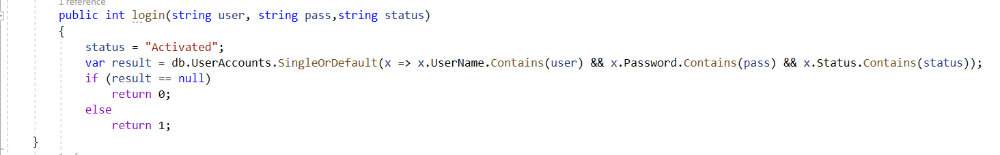 1 reference
public int login(string user, string pass,string status)
{
status = "Activated";
var result = db.UserAccounts.SingleOrDefault(x => x.UserName.Contains(user) && x.Password.Contains(pass) && x.Status.Contains(status));
if (result == null)
return 0;
else
return 1;
}